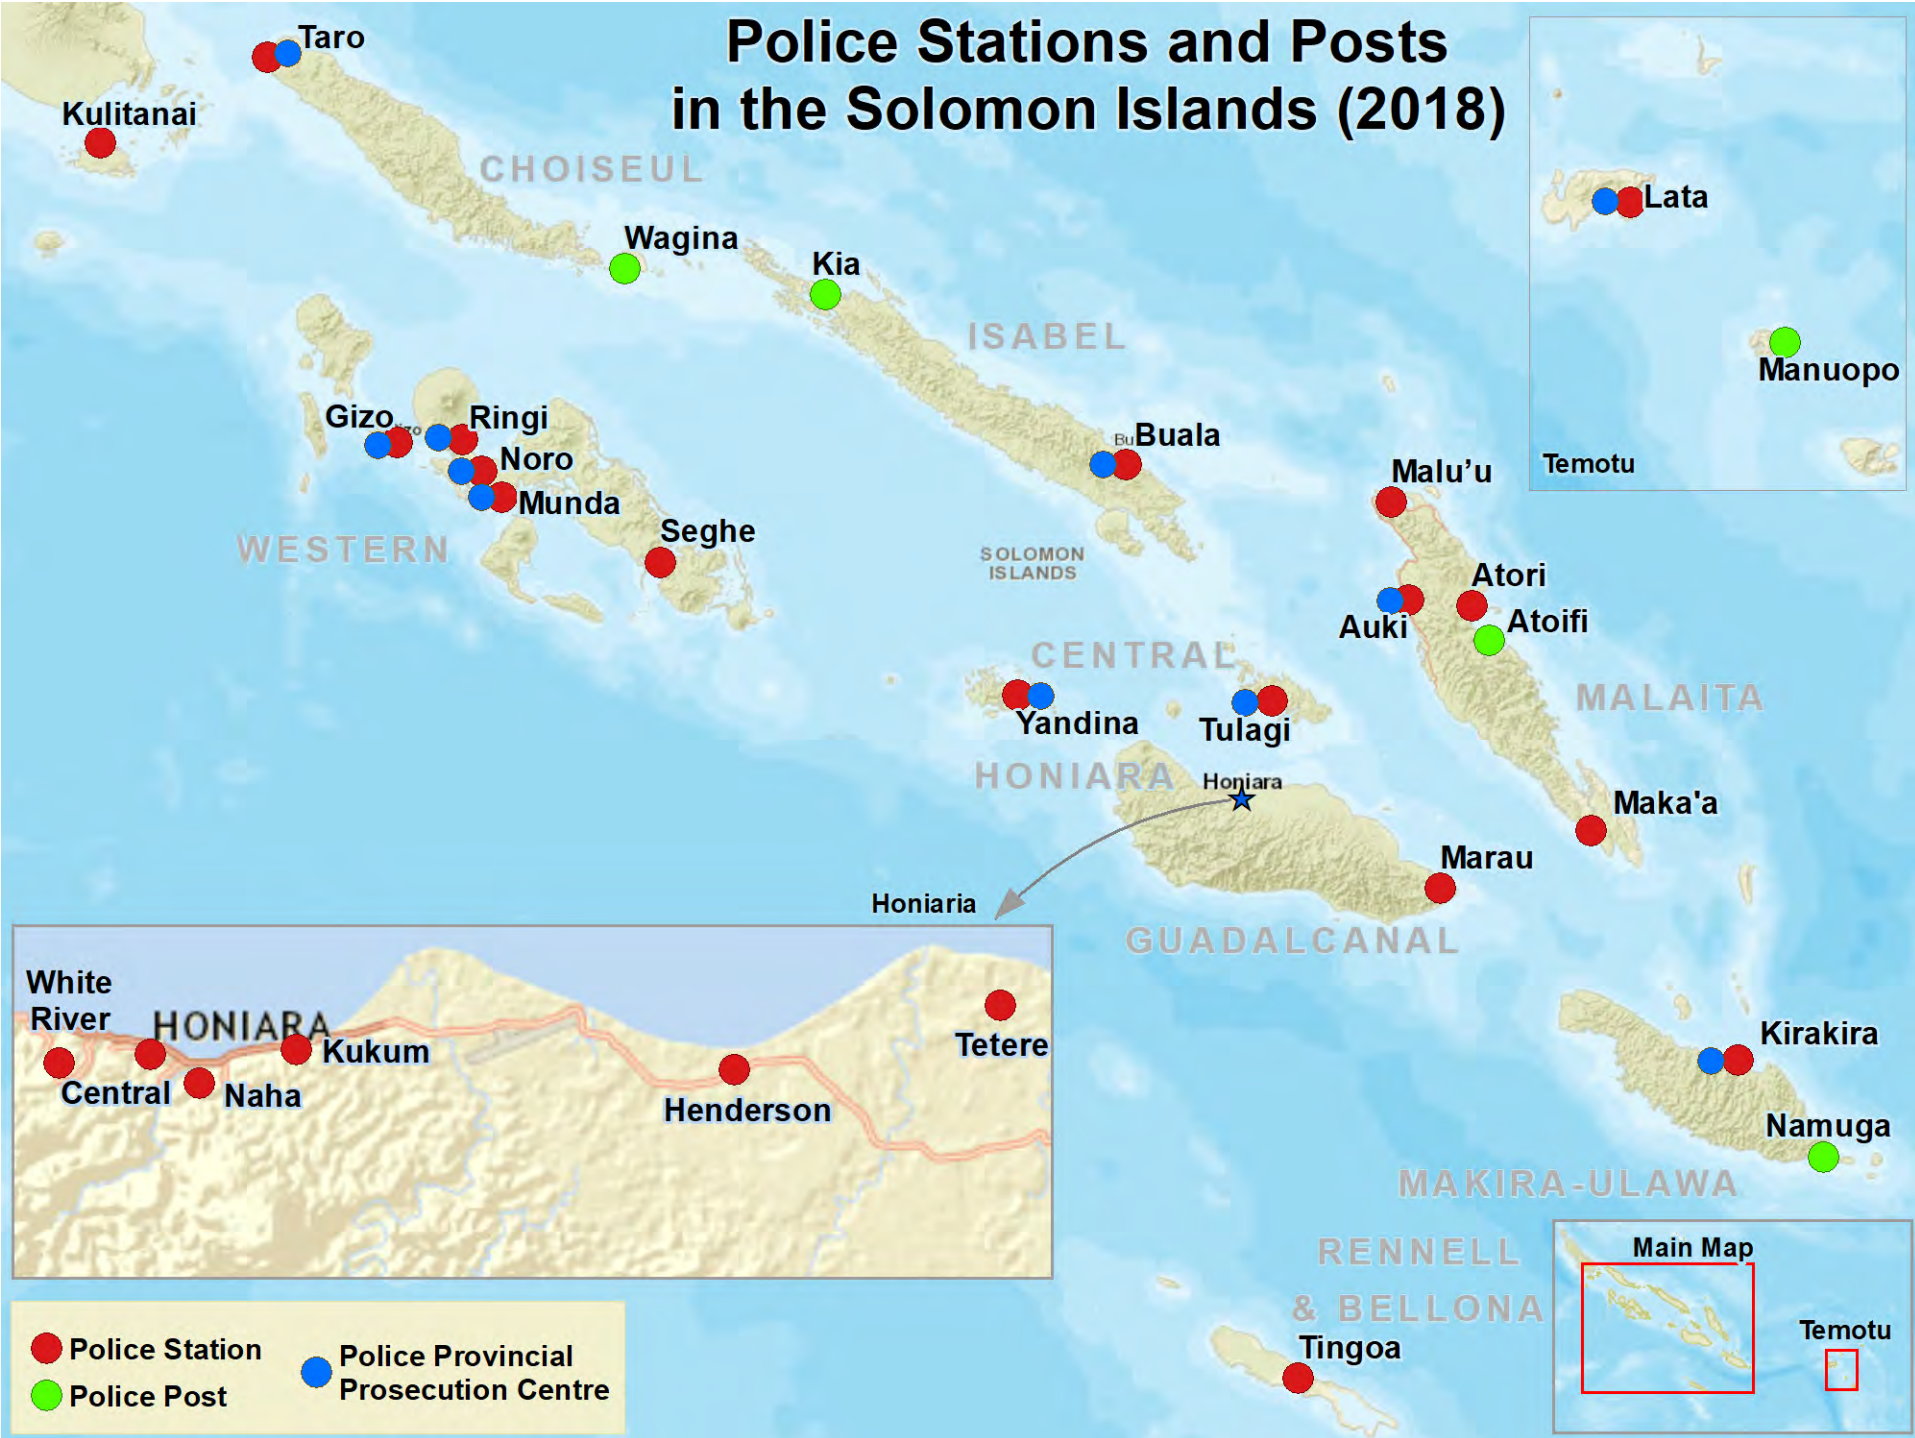 Police Stations and Posts
in the Solomon Islands (2018)
Taro
Kulitanai
CHOISEUL
Wagina
Kia
ISABEL
Lata
Manuopo
Temotu
Gizo
Ringi
Noro
Munda
Seghe
WESTERN
Bu
Buala
SOLOMON
ISLANDS
Malu’u
Atori
Auki
Atoifi
MALAITA
CENTRAL
Yandina
Tulagi
HONIARA
Honiara
Maka'a
Marau
GUADALCANAL
Honiaria
White
River
HONIARA
Central
Naha
Kukum
Henderson
Tetere
Kirakira
Namuga
MAKIRA-ULAWA
RENNELL
& BELLONA
Tingoa
Main Map
Temotu
Police Station
Police Post
Police Provincial
Prosecution Centre